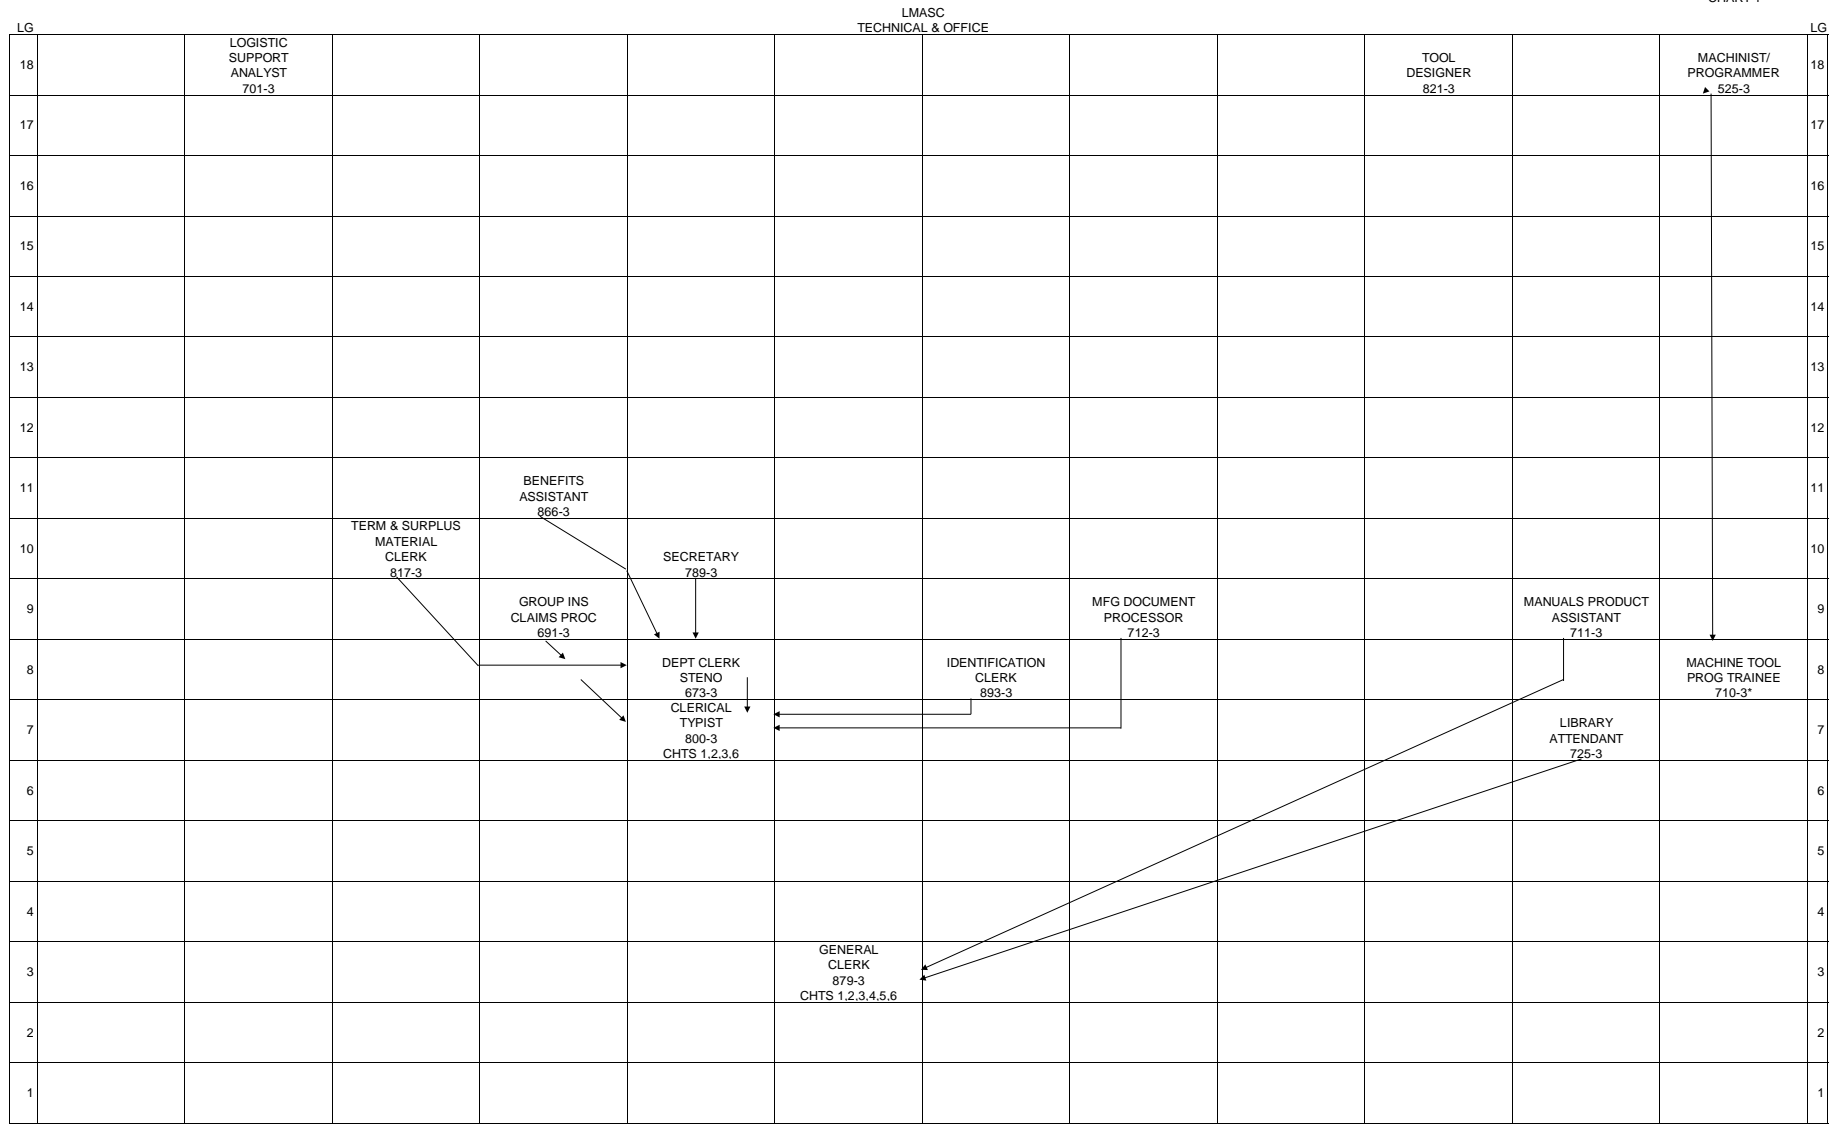 LMASC
TECHNICAL & OFFICE
LG
LG
18
LOGISTIC
SUPPORT
ANALYST
701-3
TOOL
DESIGNER
821-3
MACHINIST/
PROGRAMMER
525-3
18
17
17
16
16
15
15
14
14
13
13
12
12
11
BENEFITS
ASSISTANT
866-3
11
10
TERM & SURPLUS
MATERIAL
CLERK
817-3
SECRETARY
789-3
10
9
GROUP INS
CLAIMS PROC
691-3
MFG DOCUMENT
PROCESSOR
712-3
MANUALS PRODUCT
ASSISTANT
711-3
9
8
DEPT CLERK
STENO
673-3
IDENTIFICATION
CLERK
893-3
MACHINE TOOL
PROG TRAINEE
710-3*
8
7
CLERICAL
TYPIST
800-3
CHTS 1,2,3,6
LIBRARY
ATTENDANT
725-3
7
6
6
5
5
4
4
3
GENERAL
CLERK
879-3
CHTS 1,2,3,4,5,6
3
2
2
1
1